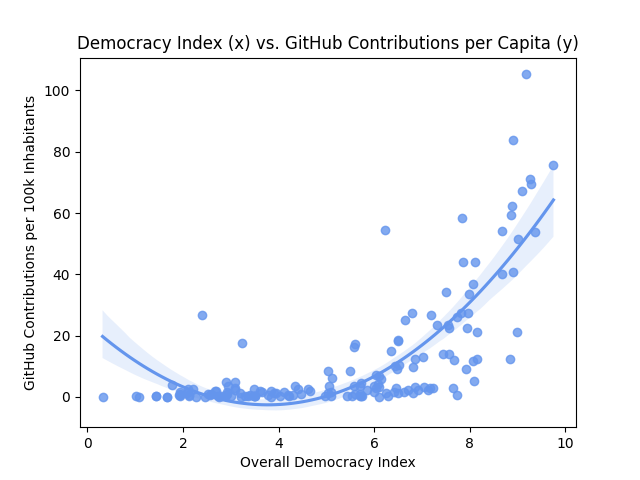 Democracy Index (x) vs. GitHub Contributions per Capita (y)
GitHub Contributions per 100k Inhabitants
100
80
60
40
20
0
0 2 4 6 8 10
Overall Democracy Index